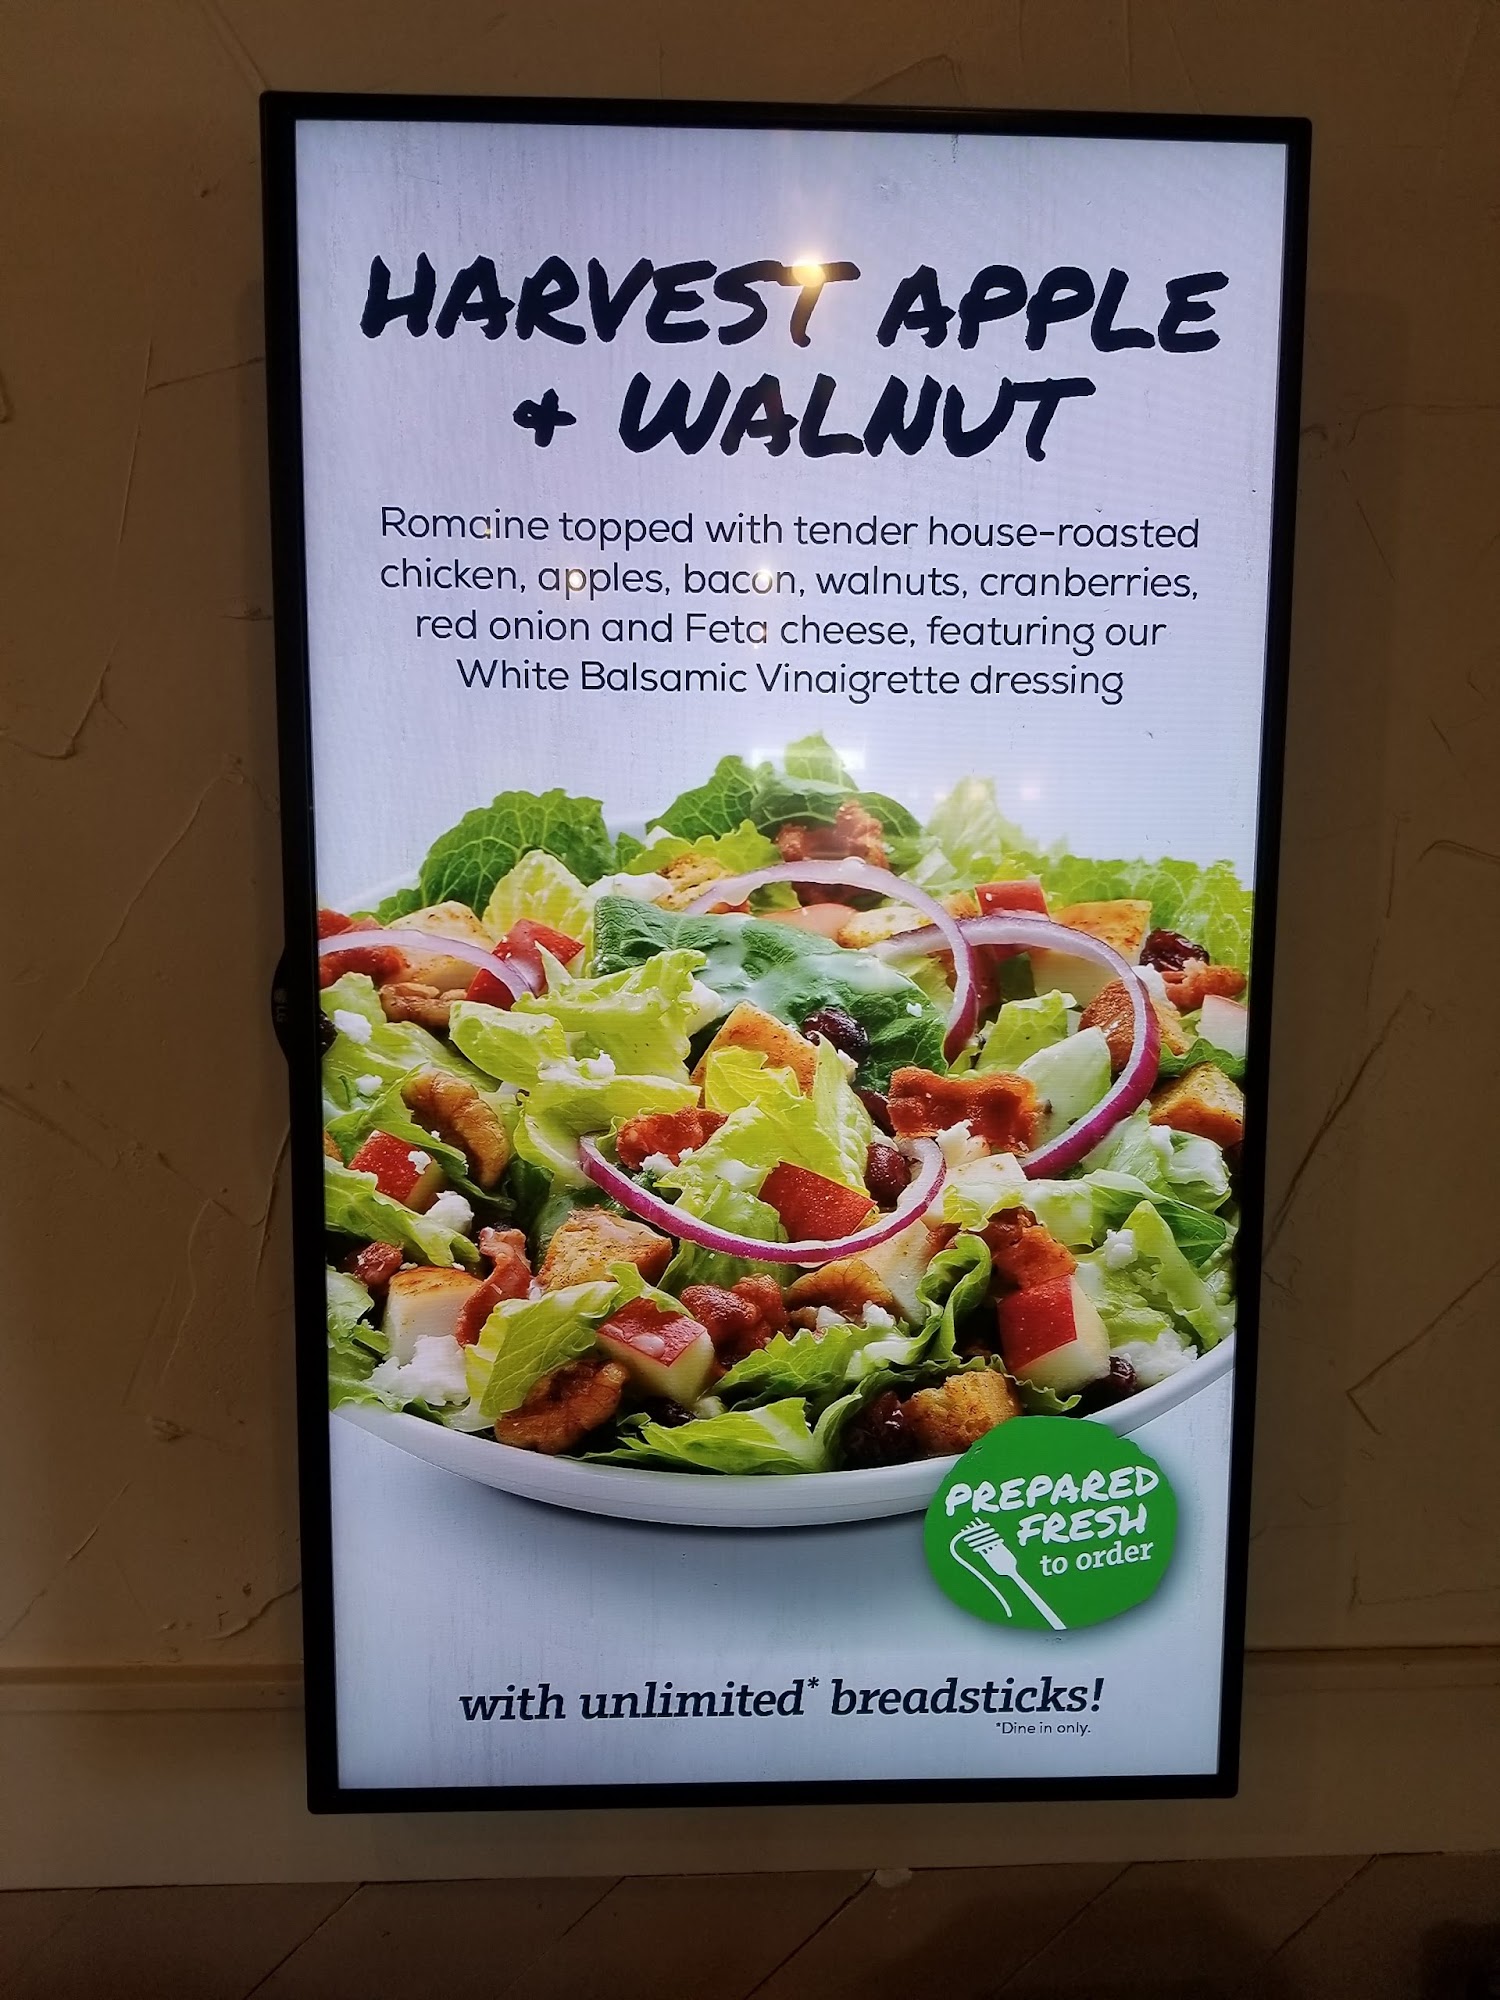 HARVEST APPLE
& WALNUT
Romaine topped with tender house-roasted
chicken, apples, bacon, walnuts, cranberries,
red onion and Feta cheese, featuring our
White Balsamic Vinaigrette dressing
LG
PREPARED
FRESH
to order
with unlimited* breadsticks!
*Dine in only.